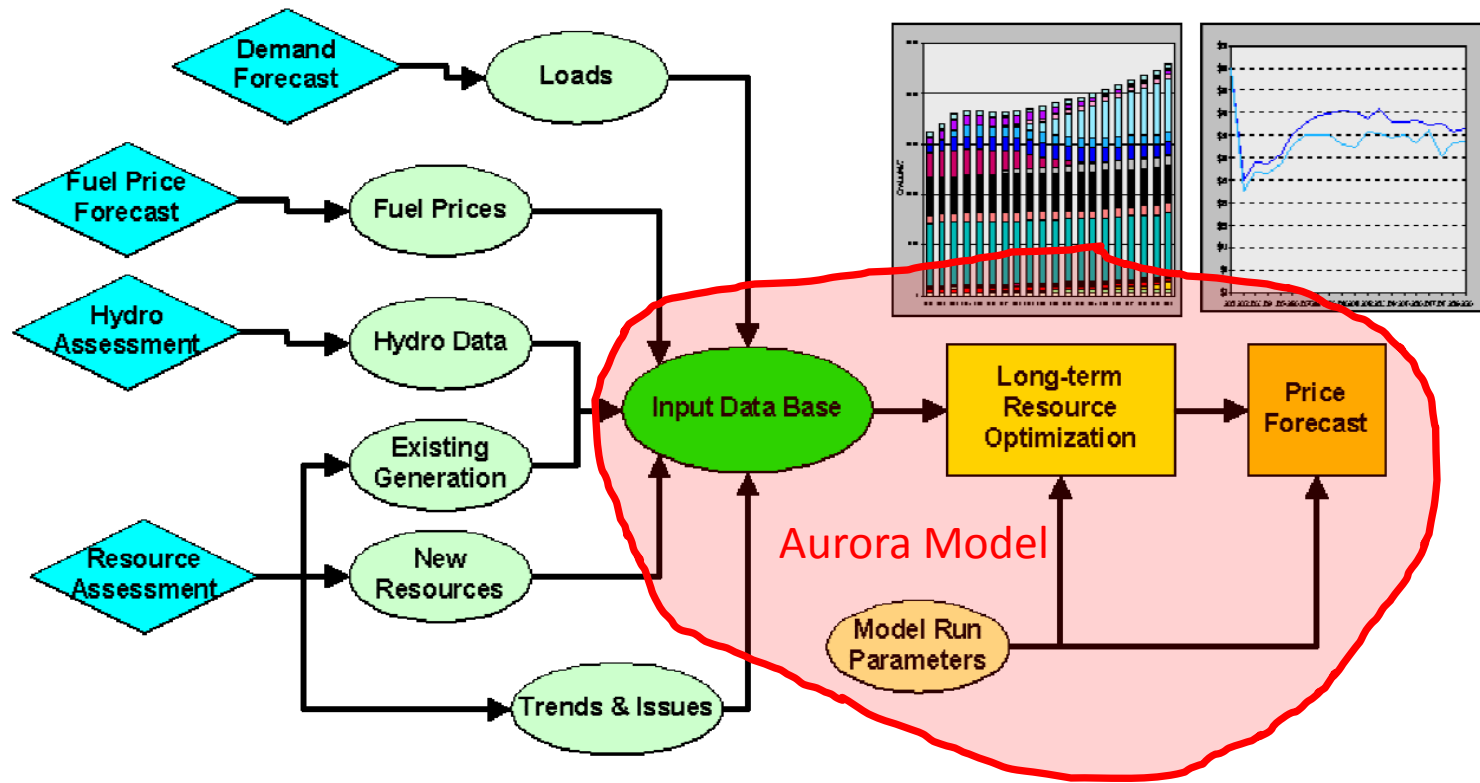 Demand
Forecast
Loads
Fuel Price
Forecast
Fuel Prices
Hydro
Assessment
Hydro Data
Input Data Base
Long-term
Resource
Optimization
Price
Forecast
Existing
Generation
Aurora Model
Resource
Assessment
New
Resources
Model Run
Parameters
Trends & Issues